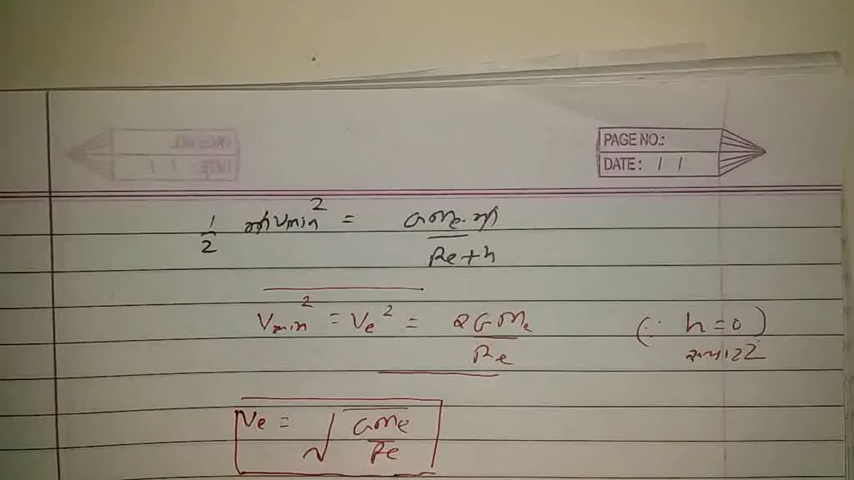 PAGE NO.:
DATE: / /
1/2 mVmin² = GMe.m / Re+h
Vmin² = Ve² = 2GMe / Re (∵ h=0)
Ve = √ GMe / Re